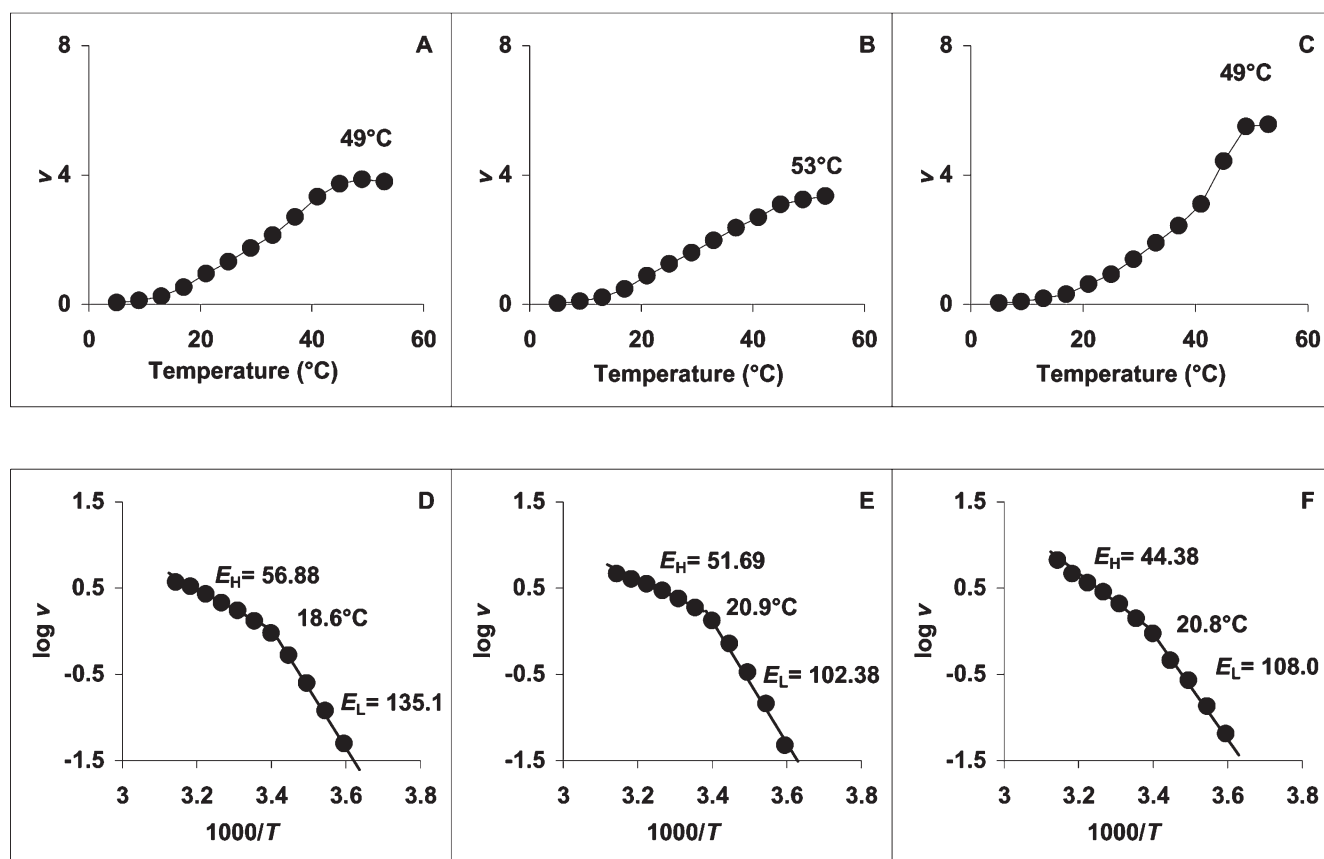 A
8
4
0
v
49°C
0 20 40 60
Temperature (°C)
B
8
4
0
v
53°C
0 20 40 60
Temperature (°C)
C
8
4
0
49°C
0 20 40 60
Temperature (°C)
D
1.5
0.5
-0.5
-1.5
log v
E_H= 56.88
18.6°C
E_L= 135.1
3 3.2 3.4 3.6 3.8
1000/T
E
1.5
0.5
-0.5
-1.5
log v
E_H= 51.69
20.9°C
E_L= 102.38
3 3.2 3.4 3.6 3.8
1000/T
F
1.5
0.5
-0.5
-1.5
log v
E_H= 44.38
20.8°C
E_L= 108.0
3 3.2 3.4 3.6 3.8
1000/T